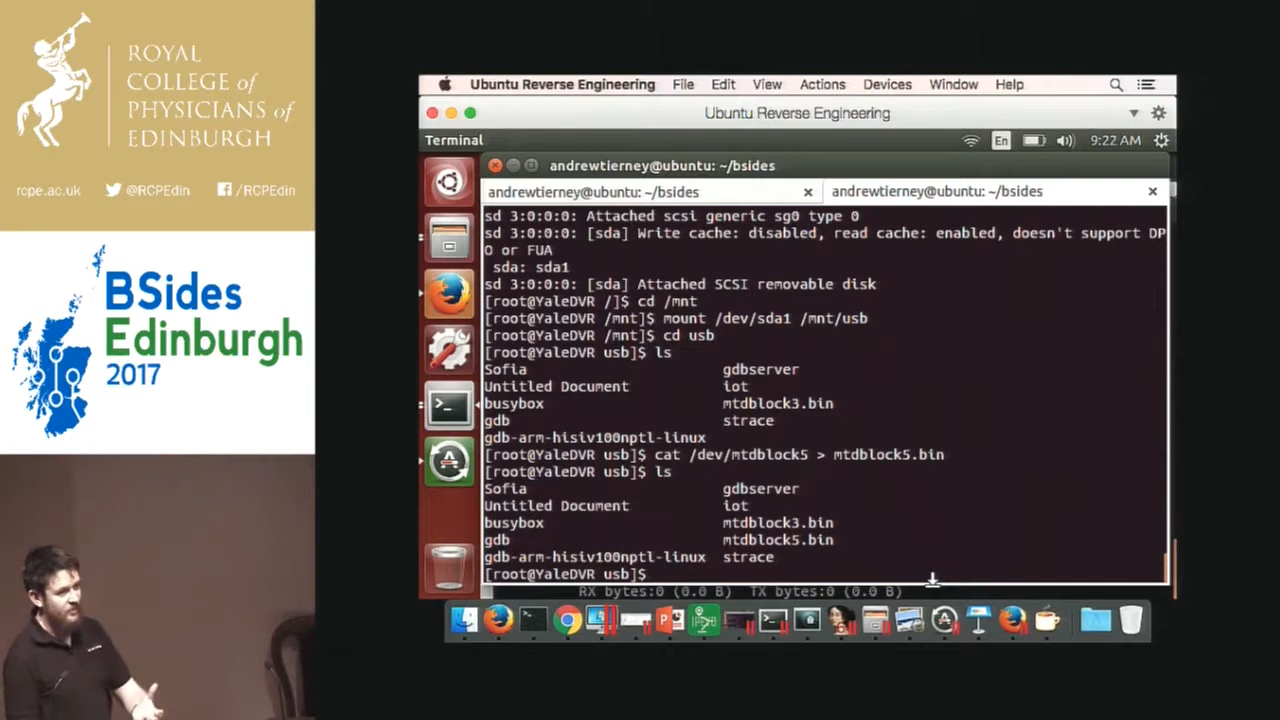 ROYAL
COLLEGE of
PHYSICIANS of
EDINBURGH
rcpe.ac.uk @RCPEdin /RCPEdin
BSides
Edinburgh
2017
Ubuntu Reverse Engineering File Edit View Actions Devices Window Help
Ubuntu Reverse Engineering
Terminal En 9:22 AM
andrewtierney@ubuntu: ~/bsides
andrewtierney@ubuntu: ~/bsides andrewtierney@ubuntu: ~/bsides
sd 3:0:0:0: Attached scsi generic sg0 type 0
sd 3:0:0:0: [sda] Write cache: disabled, read cache: enabled, doesn't support DP
O or FUA
sda: sda1
sd 3:0:0:0: [sda] Attached SCSI removable disk
[root@YaleDVR /]$ cd /mnt
[root@YaleDVR /mnt]$ mount /dev/sda1 /mnt/usb
[root@YaleDVR /mnt]$ cd usb
[root@YaleDVR usb]$ ls
Sofia gdbserver
Untitled Document iot
busybox mtdblock3.bin
gdb strace
gdb-arm-hisiv100nptl-linux
[root@YaleDVR usb]$ cat /dev/mtdblock5 > mtdblock5.bin
[root@YaleDVR usb]$ ls
Sofia gdbserver
Untitled Document iot
busybox mtdblock3.bin
gdb mtdblock5.bin
gdb-arm-hisiv100nptl-linux strace
[root@YaleDVR usb]$
RX bytes:0 (0.0 B) TX bytes:0 (0.0 B)